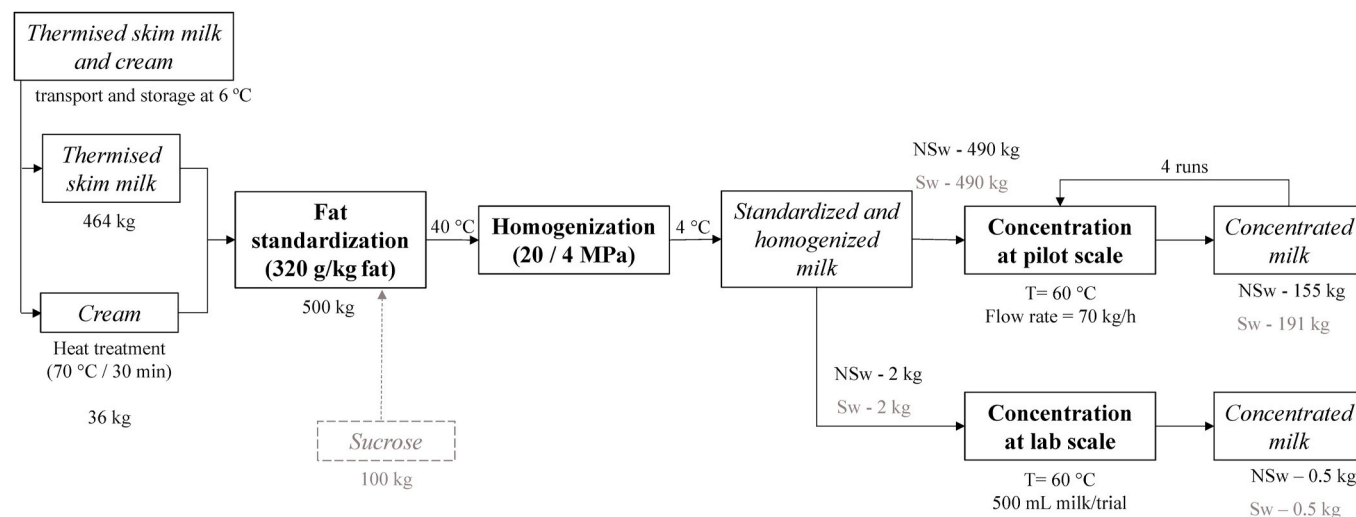 Thermised skim milk
and cream
transport and storage at 6 °C
Thermised
skim milk
464 kg
Cream
Heat treatment
(70 °C / 30 min)
36 kg
Fat
standardization
(320 g/kg fat)
500 kg
Sucrose
100 kg
40 °C
Homogenization
(20 / 4 MPa)
4 °C
Standardized and
homogenized
milk
NSw - 490 kg
Sw - 490 kg
Concentration
at pilot scale
T= 60 °C
Flow rate = 70 kg/h
4 runs
Concentrated
milk
NSw - 155 kg
Sw - 191 kg
NSw - 2 kg
Sw - 2 kg
Concentration
at lab scale
T= 60 °C
500 mL milk/trial
Concentrated
milk
NSw – 0.5 kg
Sw – 0.5 kg